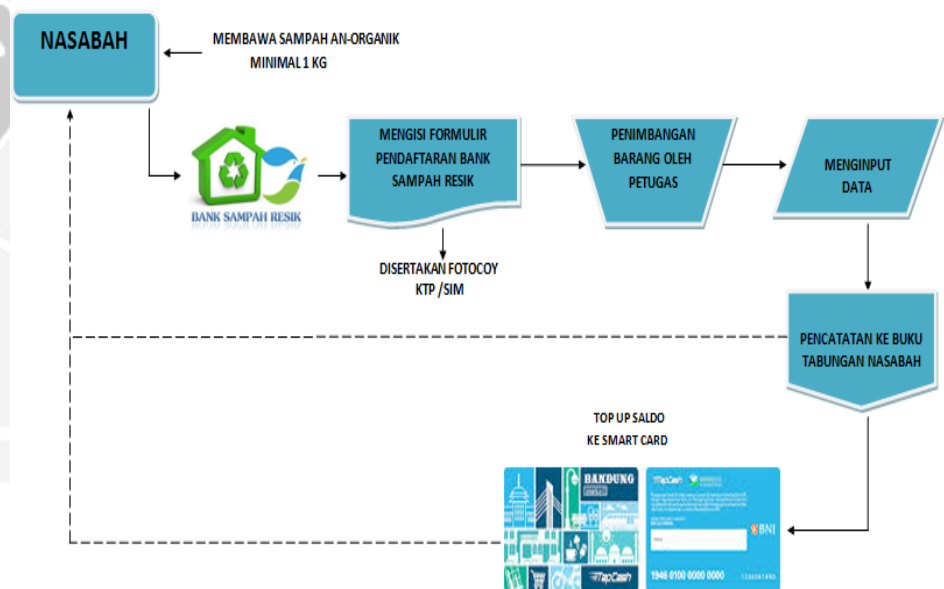 NASABAH
MEMBAWA SAMPAH AN-ORGANIK
MINIMAL 1 KG
BANK SAMPAH RESIK
MENGISI FORMULIR
PENDAFTARAN BANK
SAMPAH RESIK
DISERTAKAN FOTOCOY
KTP /SIM
PENIMBANGAN
BARANG OLEH
PETUGAS
MENGINPUT
DATA
PENCATATAN KE BUKU
TABUNGAN NASABAH
TOP UP SALDO
KE SMART CARD
BANDUNG
TapCash
TapCash
BNI
1946 0100 0000 0000